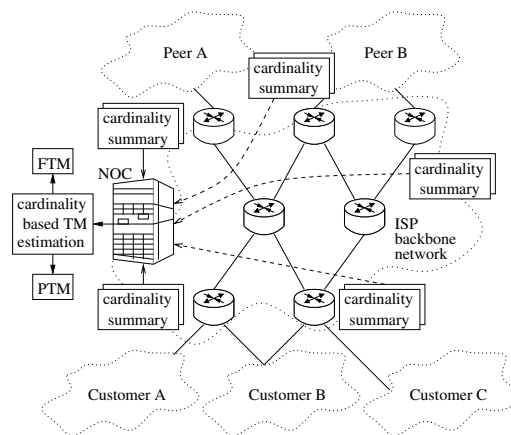 Peer A
Peer B
cardinality
summary
cardinality
summary
FTM
NOC
cardinality
summary
cardinality
based TM
estimation
ISP
backbone
network
PTM
cardinality
summary
cardinality
summary
Customer A
Customer B
Customer C